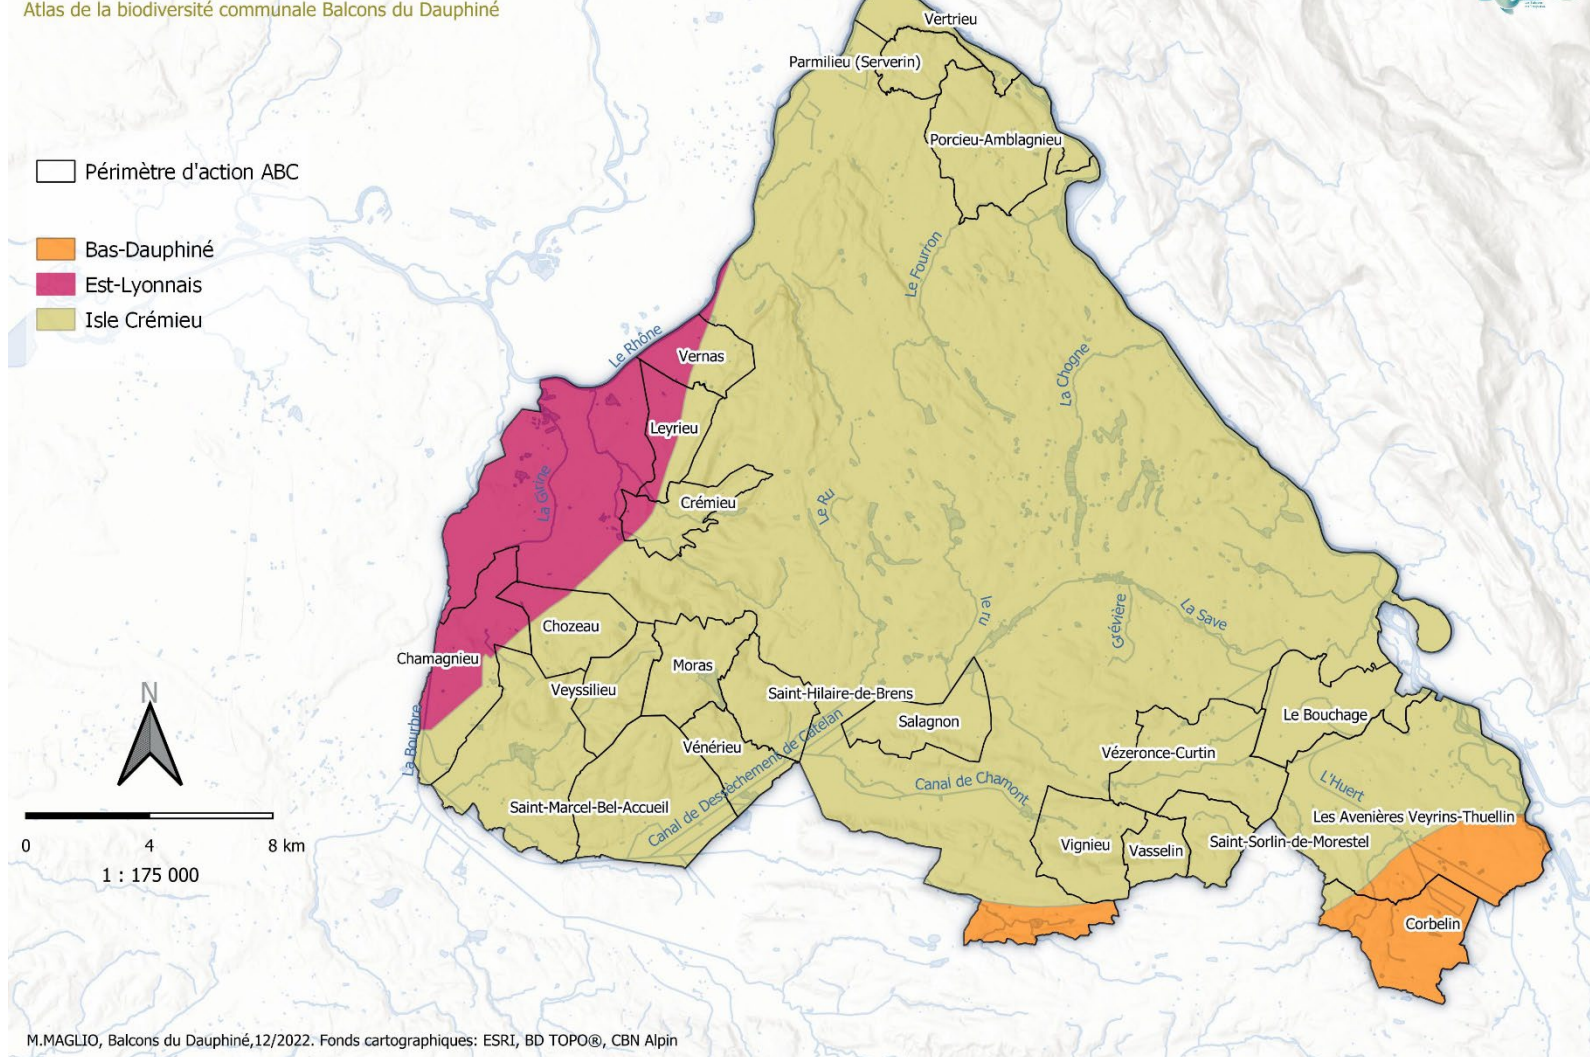 Atlas de la biodiversité communale Balcons du Dauphiné
Vertrieu
Parmilieu (Serverin)
Porcieu-Amblagnieu
Périmètre d'action ABC
Bas-Dauphiné
Est-Lyonnais
Isle Crémieu
Le Fourron
Le Rhône
Vernas
La Chogne
Leyrieu
La Girine
Crémieu
Le Ru
le ru
Grévière
La Save
Chozeau
Chamagnieu
Moras
Veyssilieu
Saint-Hilaire-de-Brens
Salagnon
Le Bouchage
N
La Bourbre
Vénérieu
Vézeronce-Curtin
Canal de Dessèchement de Catelan
Canal de Chamont
L'Huert
Saint-Marcel-Bel-Accueil
Les Avenières Veyrins-Thuellin
Vignieu
Vasselin
Saint-Sorlin-de-Morestel
0 4 8 km
1 : 175 000
Corbelin
M.MAGLIO, Balcons du Dauphiné,12/2022. Fonds cartographiques: ESRI, BD TOPO®, CBN Alpin